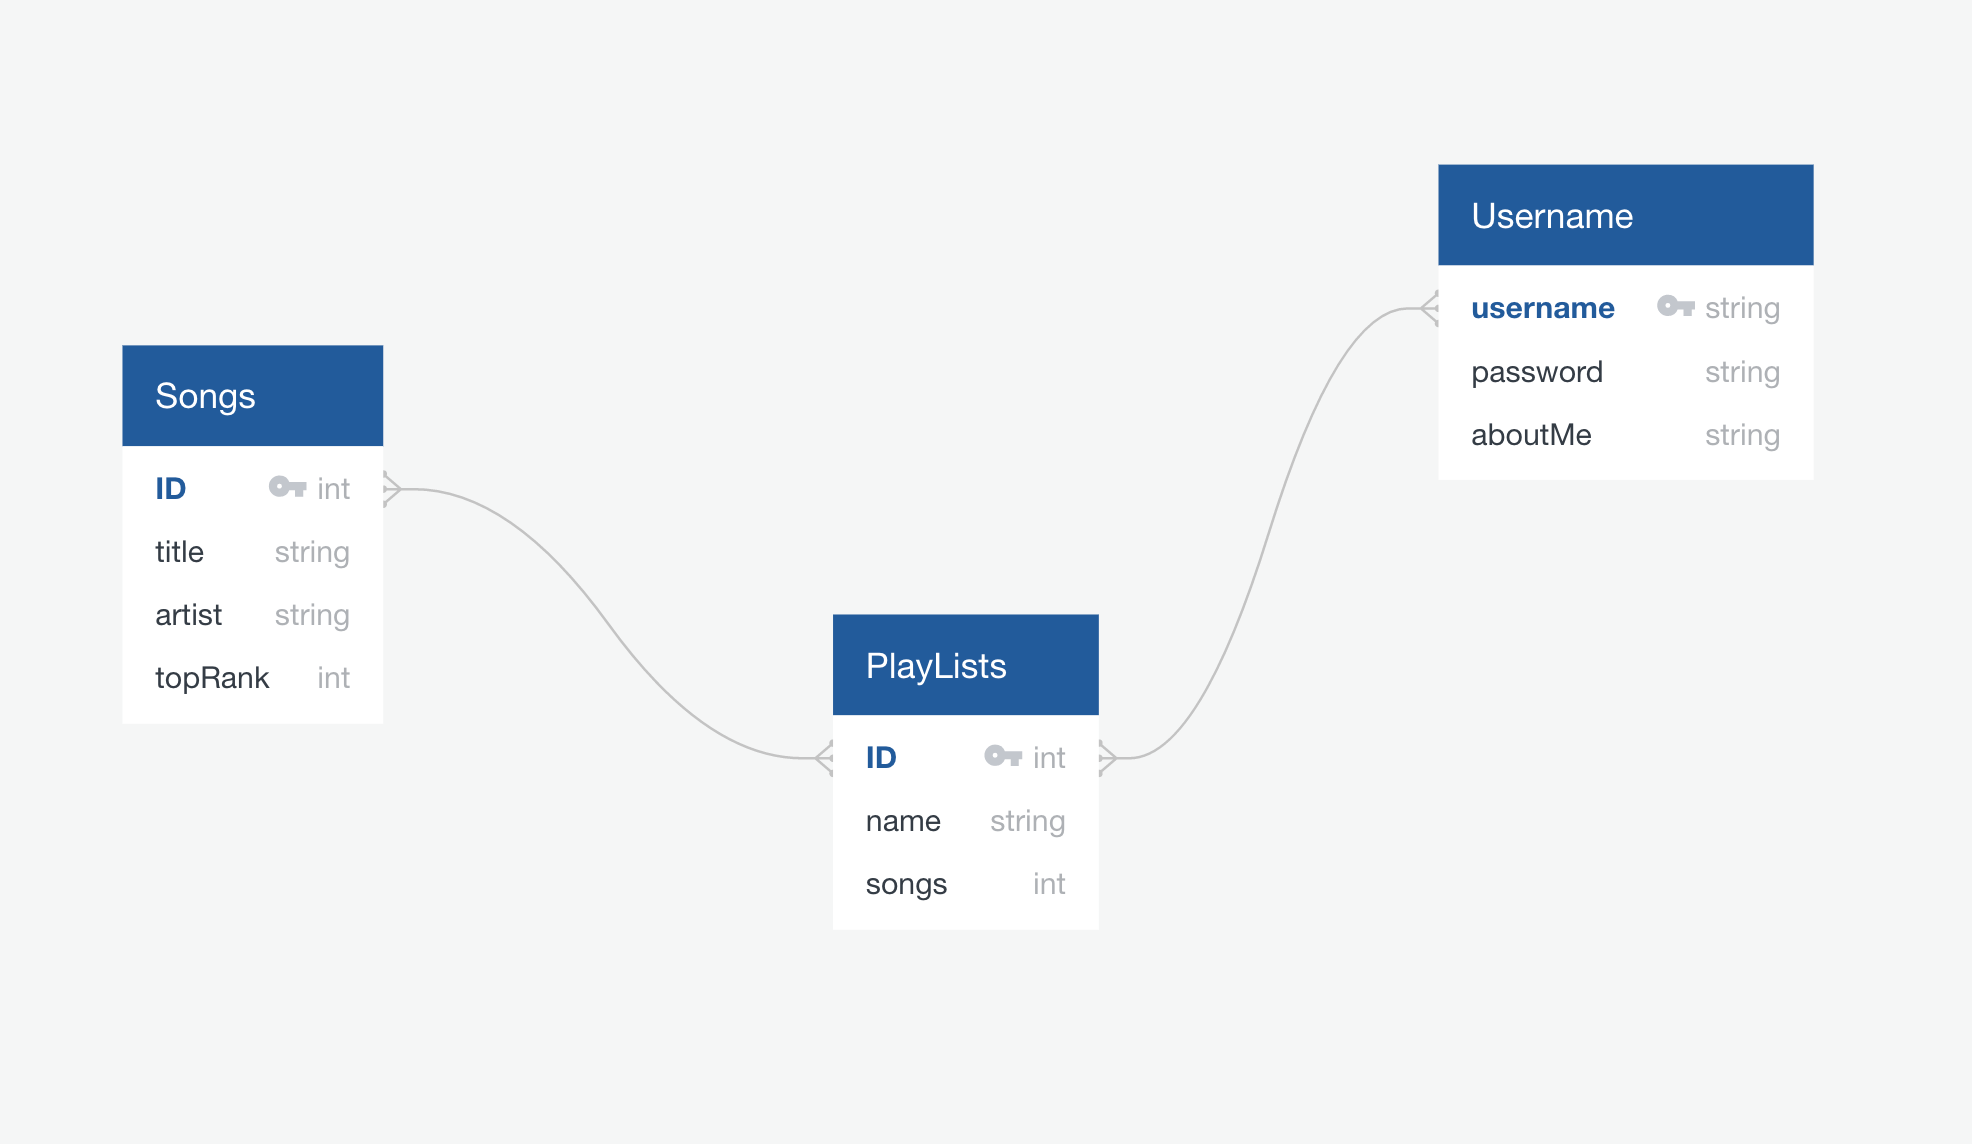 Songs
ID int
title string
artist string
topRank int
PlayLists
ID int
name string
songs int
Username
username string
password string
aboutMe string